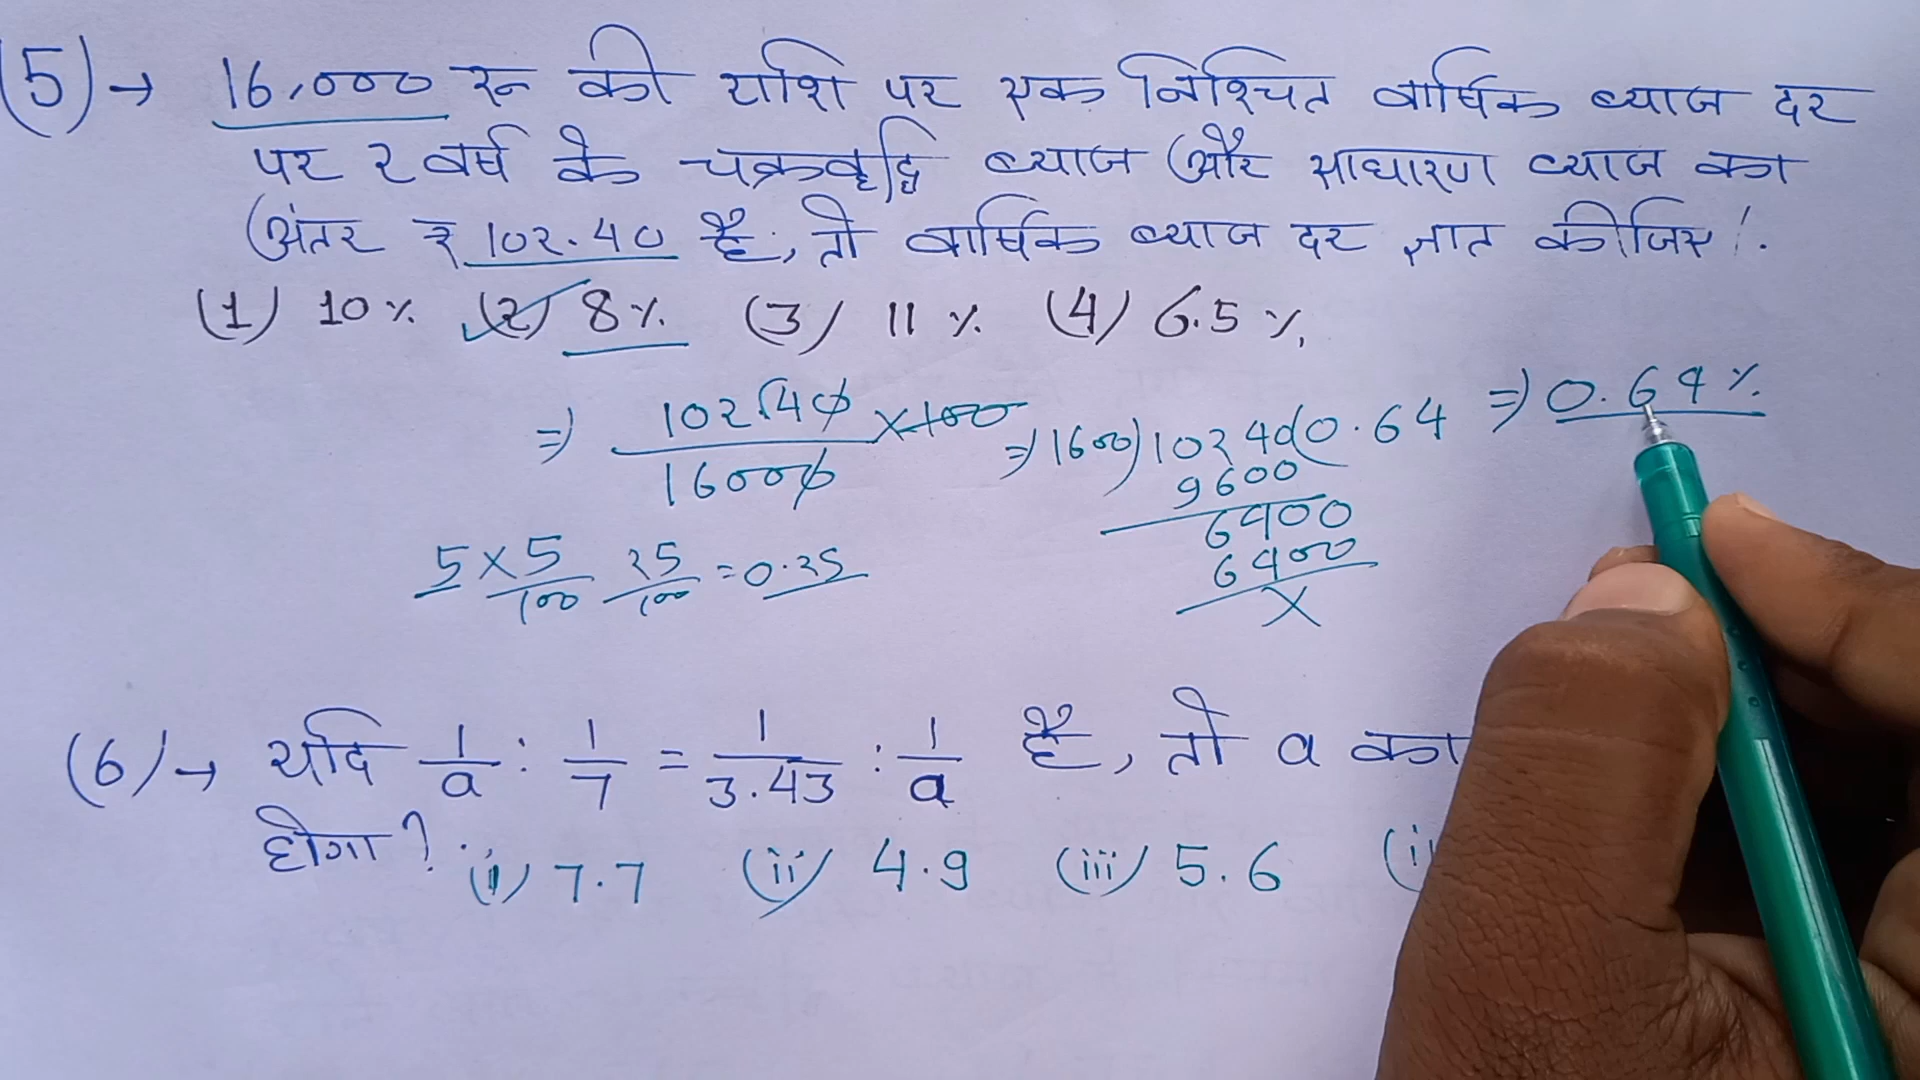 (5)→ 16,000 रू की राशि पर एक निश्चित वार्षिक ब्याज दर
पर २ वर्ष के चक्रवृद्धि ब्याज और साधारण ब्याज का
अंतर ₹ 102.40 है, तो वार्षिक ब्याज दर ज्ञात कीजिए!.
(1) 10% (2) 8% (3) 11% (4) 6.5%
⇒ 102.40/16000 × 100 ⇒ 1600)10240(0.64 ⇒ 0.64%
9600
6400
6400
×
5 × 5/100 25/100 = 0.25
(6)→ यदि 1/a : 1/7 = 1/3.43 : 1/a है, तो a का
होगा? (i) 7.7 (ii) 4.9 (iii) 5.6